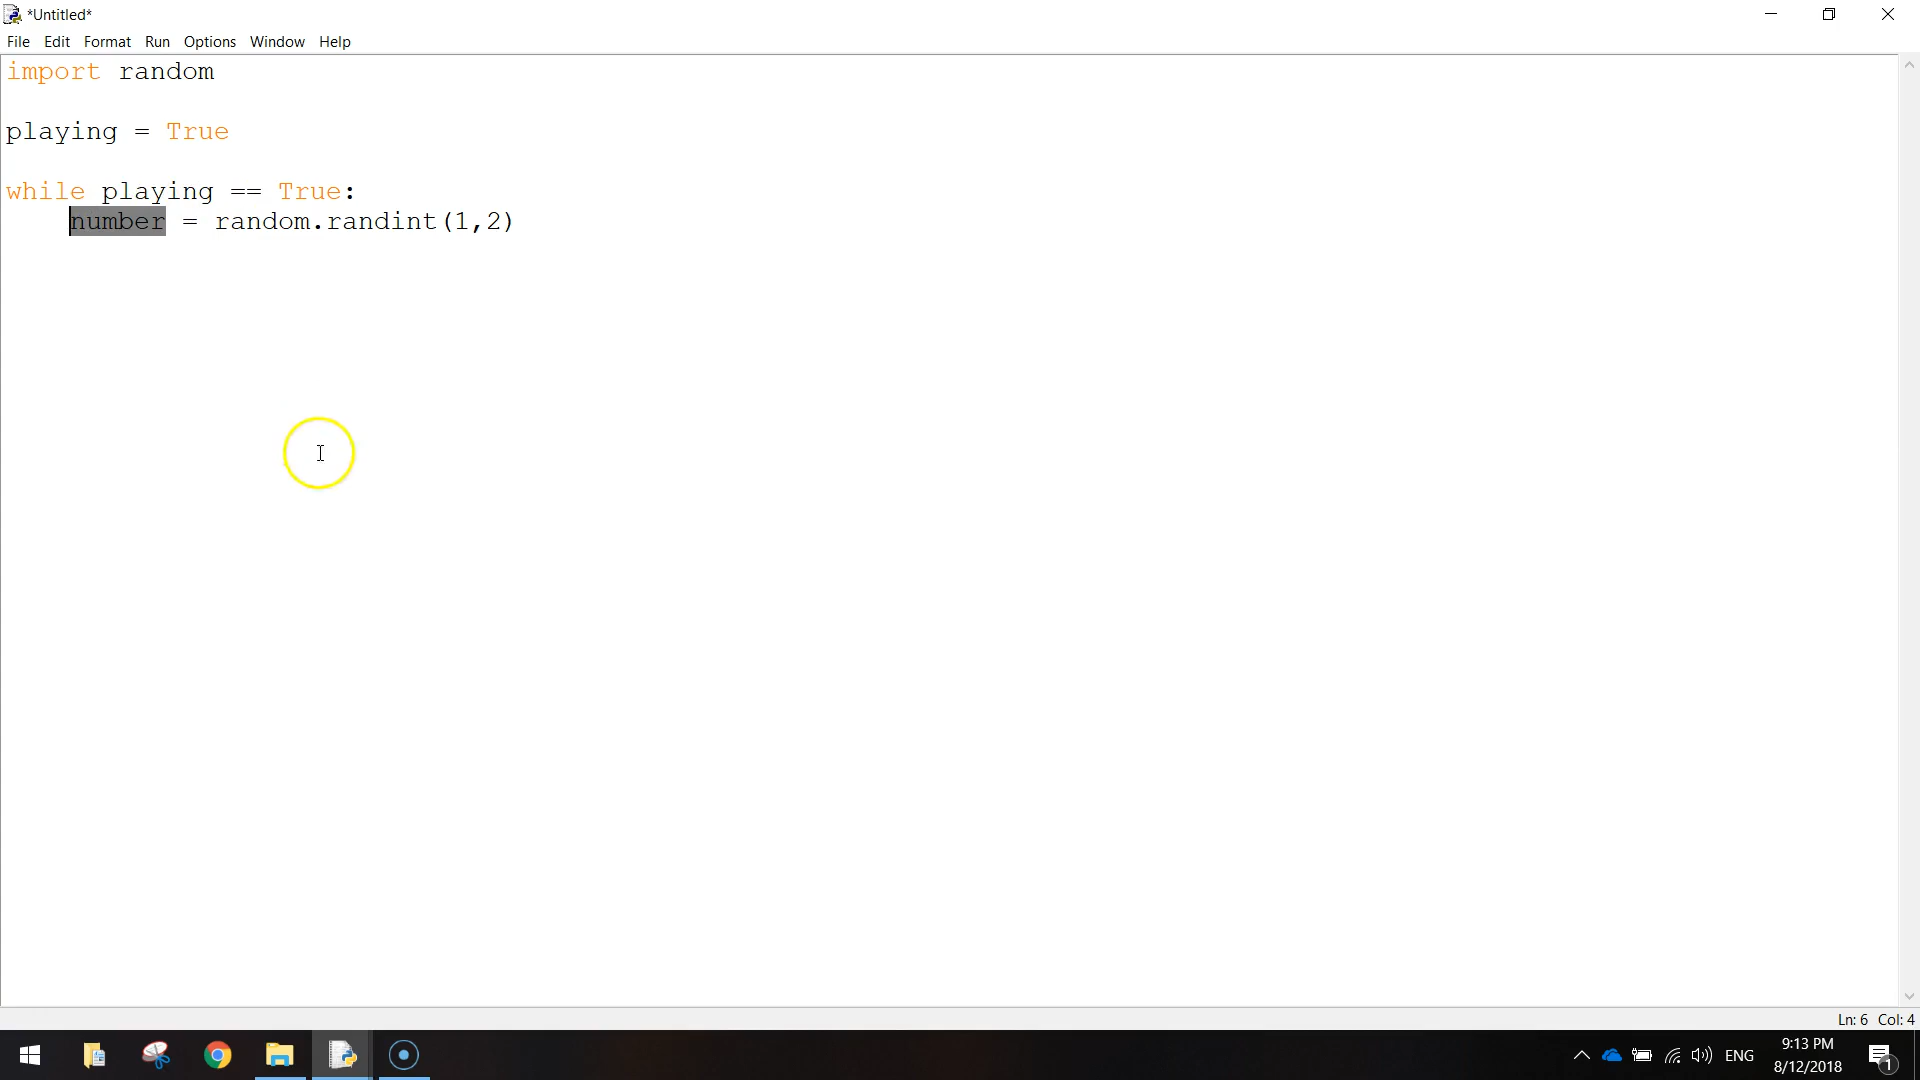 *Untitled*
File Edit Format Run Options Window Help
import random
playing = True
while playing == True:
number = random.randint(1,2)
Ln: 6 Col: 4
ENG
9:13 PM
8/12/2018
1